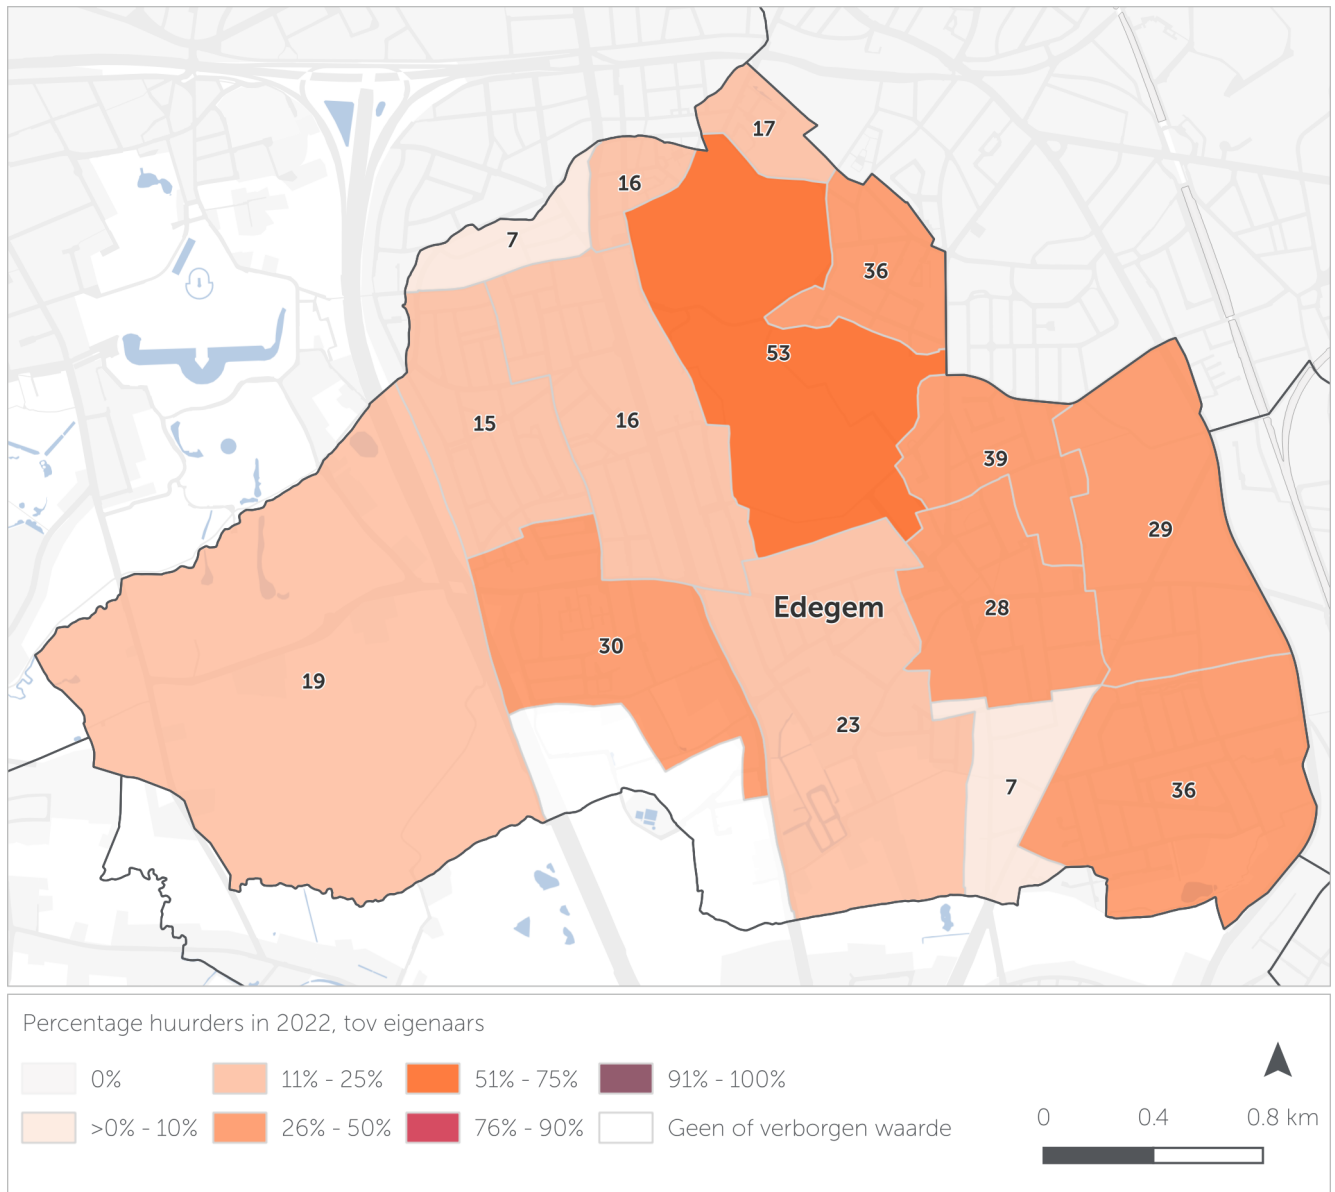 17
16
7
36
53
15
16
39
29
28
Edegem
30
19
23
7
36
Percentage huurders in 2022, tov eigenaars
0%
11% - 25%
51% - 75%
91% - 100%
>0% - 10%
26% - 50%
76% - 90%
Geen of verborgen waarde
0 0.4 0.8 km